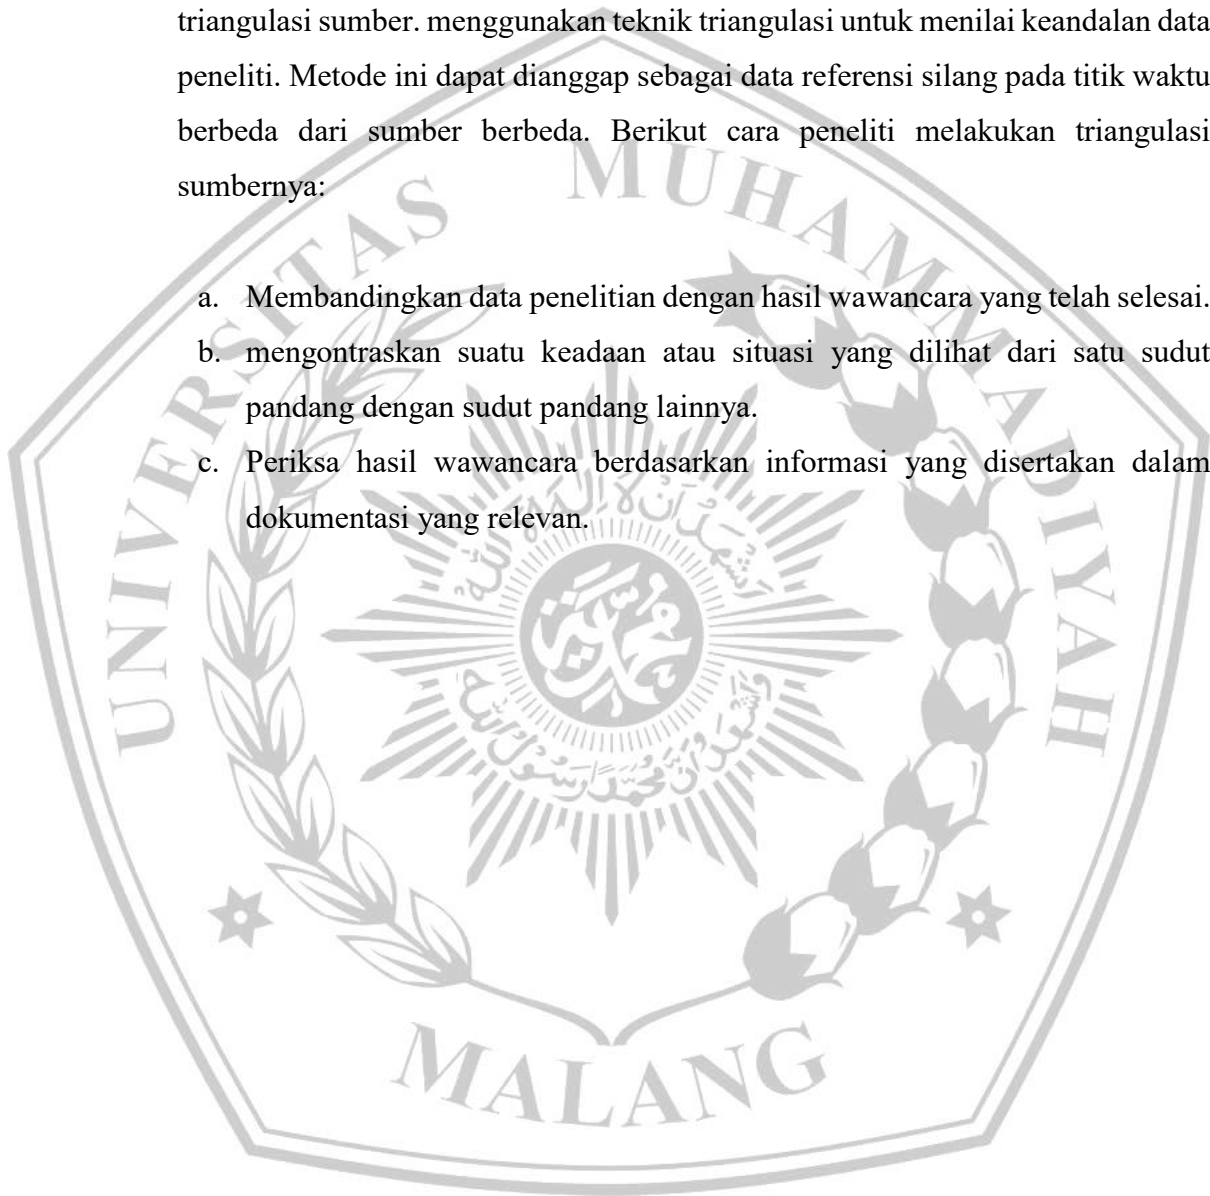 triangulasi sumber. menggunakan teknik triangulasi untuk menilai keandalan data
peneliti. Metode ini dapat dianggap sebagai data referensi silang pada titik waktu
berbeda dari sumber berbeda. Berikut cara peneliti melakukan triangulasi
sumbernya:
a. Membandingkan data penelitian dengan hasil wawancara yang telah selesai.
b. mengontraskan suatu keadaan atau situasi yang dilihat dari satu sudut
pandang dengan sudut pandang lainnya.
c. Periksa hasil wawancara berdasarkan informasi yang disertakan dalam
dokumentasi yang relevan.
UNIVERSITAS MUHAMMADIYAH
MALANG